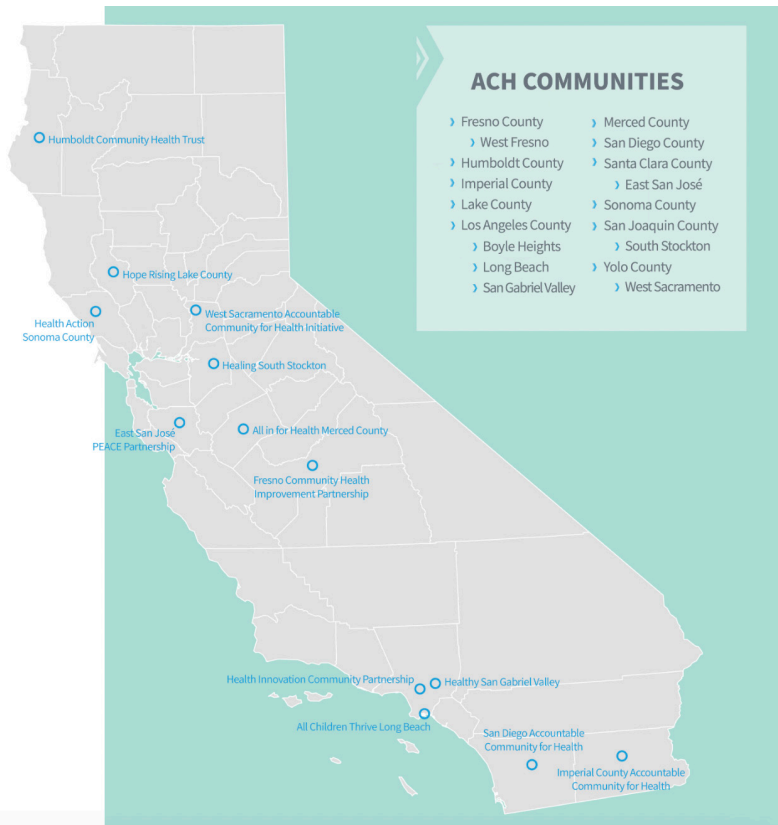 ACH COMMUNITIES
Fresno County
West Fresno
Humboldt County
Imperial County
Lake County
Los Angeles County
Boyle Heights
Long Beach
San Gabriel Valley
Merced County
San Diego County
Santa Clara County
East San José
Sonoma County
San Joaquin County
South Stockton
Yolo County
West Sacramento
Humboldt Community Health Trust
Hope Rising Lake County
Health Action
Sonoma County
West Sacramento Accountable
Community for Health Initiative
Healing South Stockton
East San José
PEACE Partnership
All in for Health Merced County
Fresno Community Health
Improvement Partnership
Health Innovation Community Partnership
Healthy San Gabriel Valley
All Children Thrive Long Beach
San Diego Accountable
Community for Health
Imperial County Accountable
Community for Health